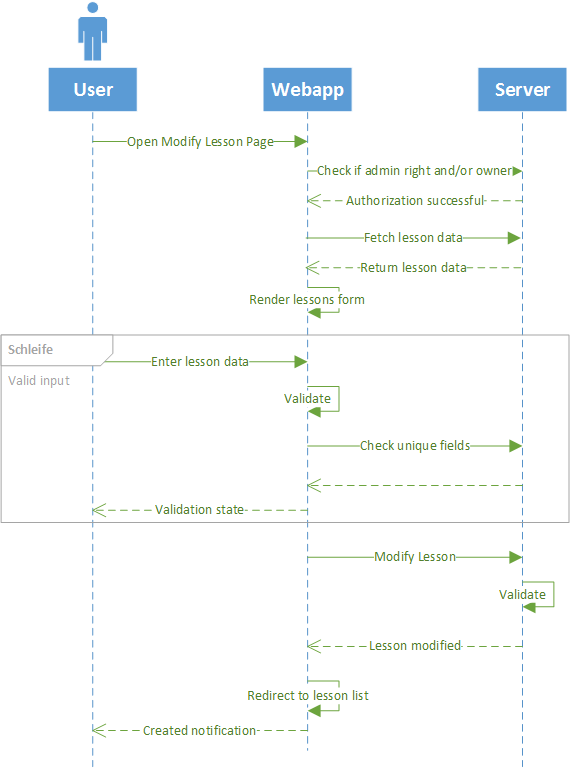 User
Webapp
Server
Open Modify Lesson Page
Check if admin right and/or owner
Authorization successful
Fetch lesson data
Return lesson data
Render lessons form
Schleife
Enter lesson data
Valid input
Validate
Check unique fields
Validation state
Modify Lesson
Validate
Lesson modified
Redirect to lesson list
Created notification